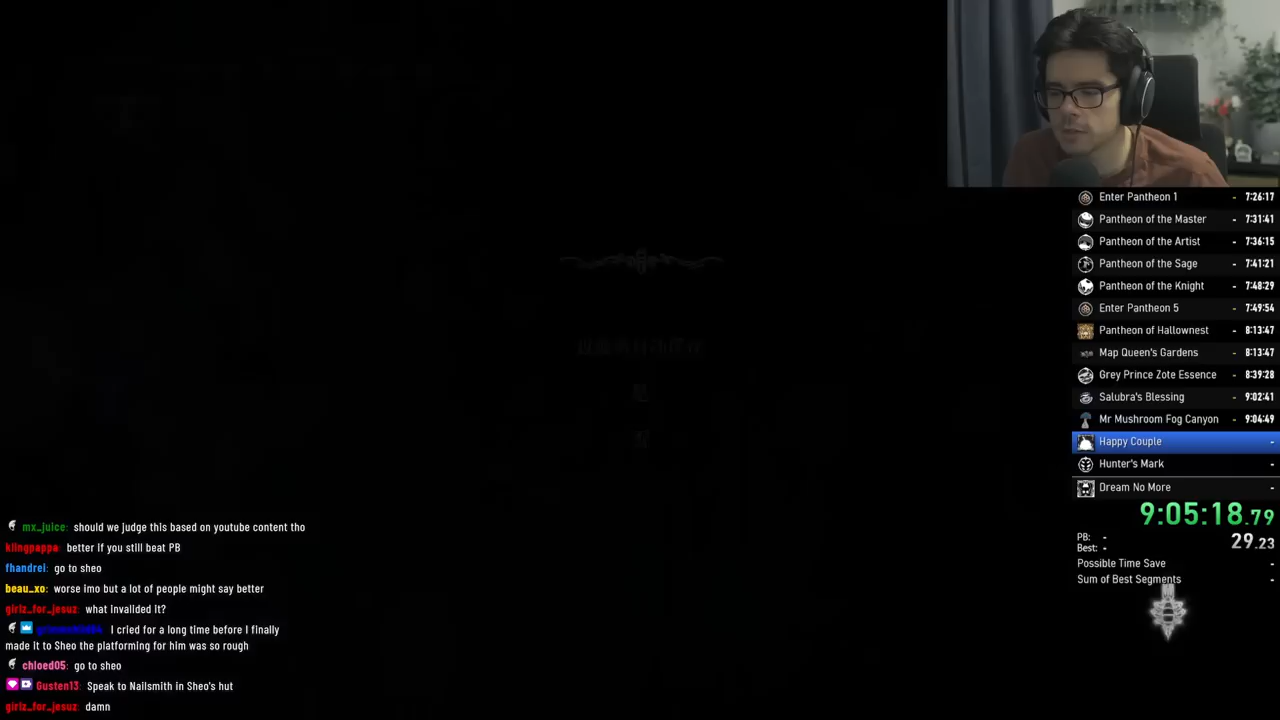 Enter Pantheon 1 - 7:26:17
Pantheon of the Master - 7:31:41
Pantheon of the Artist - 7:36:15
Pantheon of the Sage - 7:41:21
Pantheon of the Knight - 7:48:29
Enter Pantheon 5 - 7:49:54
Pantheon of Hallownest - 8:13:47
Map Queen's Gardens - 8:13:47
Grey Prince Zote Essence - 8:39:28
Salubra's Blessing - 9:02:41
Mr Mushroom Fog Canyon - 9:04:49
Happy Couple -
Hunter's Mark -
Dream No More -
9:05:18.79
PB: - 29.23
Best: -
Possible Time Save -
Sum of Best Segments -
mx_juice: should we judge this based on youtube content tho
klingpappa: better if you still beat PB
fhandrei: go to sheo
beau_xo: worse imo but a lot of people might say better
girlz_for_jesuz: what invalided it?
I cried for a long time before I finally
made it to Sheo the platforming for him was so rough
chloed05: go to sheo
Gusten13: Speak to Nailsmith in Sheo's hut
girlz_for_jesuz: damn